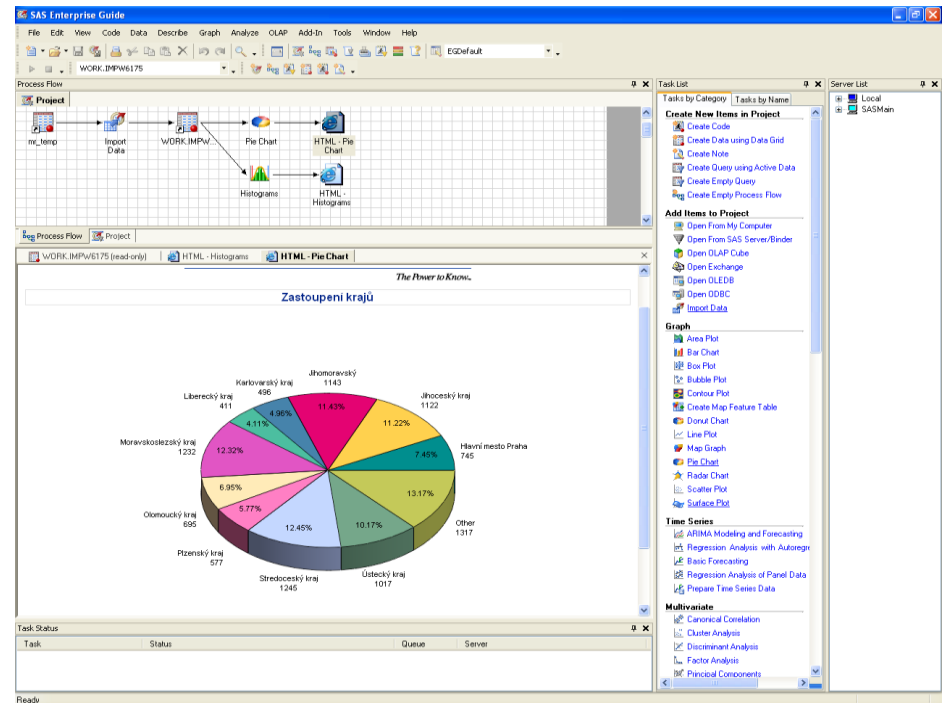 SAS Enterprise Guide
File Edit View Code Data Describe Graph Analyze OLAP Add-In Tools Window Help
EGDefault
WORK.IMPW6175
Process Flow
Project
mr_temp
Import
Data
WORK.IMPW...
Pie Chart
HTML - Pie
Chart
Histograms
HTML -
Histograms
Process Flow
Project
WORK.IMPW6175 (read-only)
HTML - Histograms
HTML - Pie Chart
The Power to Know.
Zastoupení krajů
Jihomoravský
1143
11.43%
Jihoceský kraj
1122
11.22%
Hlavní mesto Praha
745
7.45%
Other
1317
13.17%
Ústecký kraj
1017
10.17%
Stredoceský kraj
1245
12.45%
Plzenský kraj
577
5.77%
Olomoucký kraj
695
6.95%
Moravskoslezský kraj
1232
12.32%
Liberecký kraj
411
4.11%
Karlovarský kraj
496
4.96%
Task Status
Task Status Queue Server
Ready
Task List
Tasks by Category
Tasks by Name
Create New Items in Project
Create Code
Create Data using Data Grid
Create Note
Create Query using Active Data
Create Empty Query
Create Empty Process Flow
Add Items to Project
Open From My Computer
Open From SAS Server/Binder
Open OLAP Cube
Open Exchange
Open OLEDB
Open ODBC
Import Data
Graph
Area Plot
Bar Chart
Box Plot
Bubble Plot
Contour Plot
Create Map Feature Table
Donut Chart
Line Plot
Map Graph
Pie Chart
Radar Chart
Scatter Plot
Surface Plot
Time Series
ARIMA Modeling and Forecasting
Regression Analysis with Autoregre
Basic Forecasting
Regression Analysis of Panel Data
Prepare Time Series Data
Multivariate
Canonical Correlation
Cluster Analysis
Discriminant Analysis
Factor Analysis
Principal Components
Server List
Local
SASMain